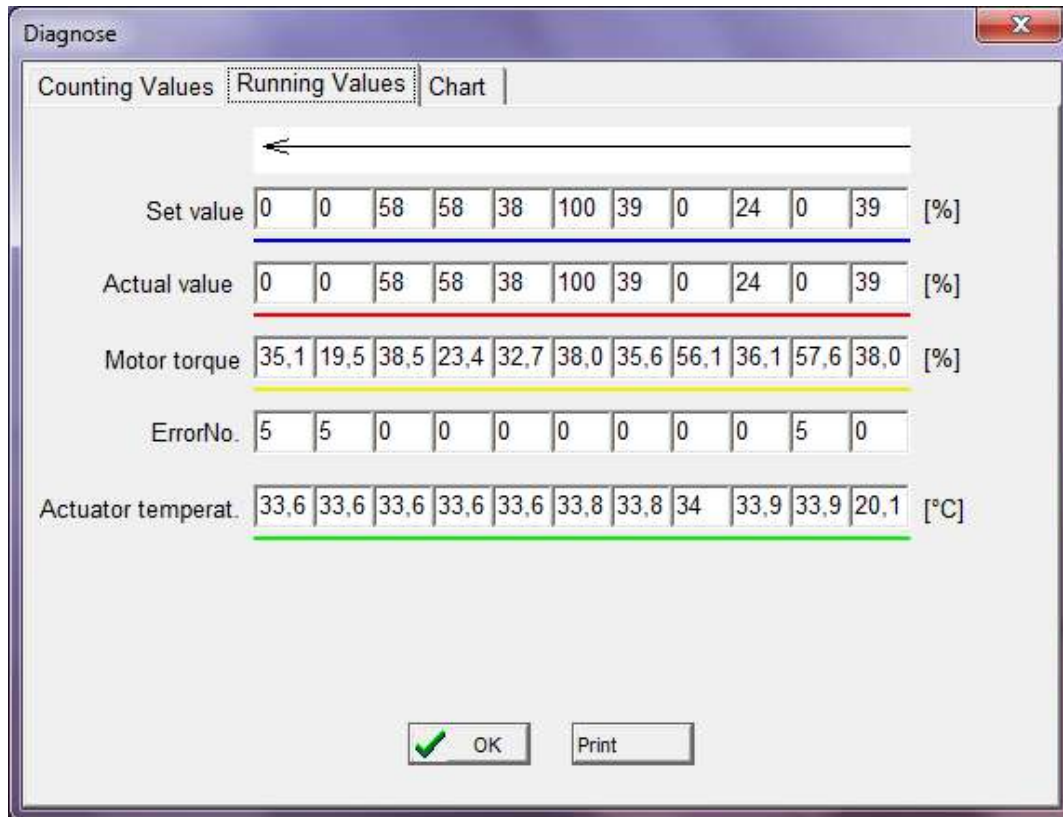 Diagnose
Counting Values Running Values Chart
Set value 0 0 58 58 38 100 39 0 24 0 39 [%]
Actual value 0 0 58 58 38 100 39 0 24 0 39 [%]
Motor torque 35,1 19,5 38,5 23,4 32,7 38,0 35,6 56,1 36,1 57,6 38,0 [%]
ErrorNo. 5 5 0 0 0 0 0 0 0 5 0
Actuator temperat. 33,6 33,6 33,6 33,6 33,6 33,8 33,8 34 33,9 33,9 20,1 [°C]
OK Print